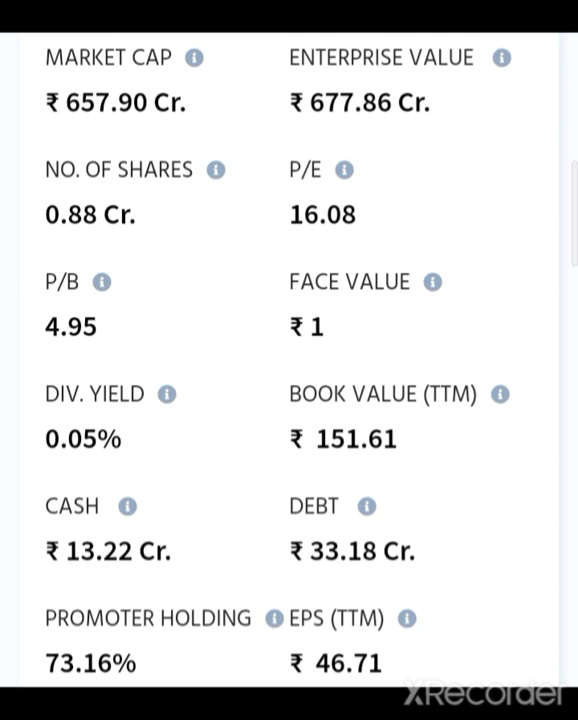 MARKET CAP ENTERPRISE VALUE
₹ 657.90 Cr. ₹ 677.86 Cr.
NO. OF SHARES P/E
0.88 Cr. 16.08
P/B FACE VALUE
4.95 ₹ 1
DIV. YIELD BOOK VALUE (TTM)
0.05% ₹ 151.61
CASH DEBT
₹ 13.22 Cr. ₹ 33.18 Cr.
PROMOTER HOLDING EPS (TTM)
73.16% ₹ 46.71
XRecorder